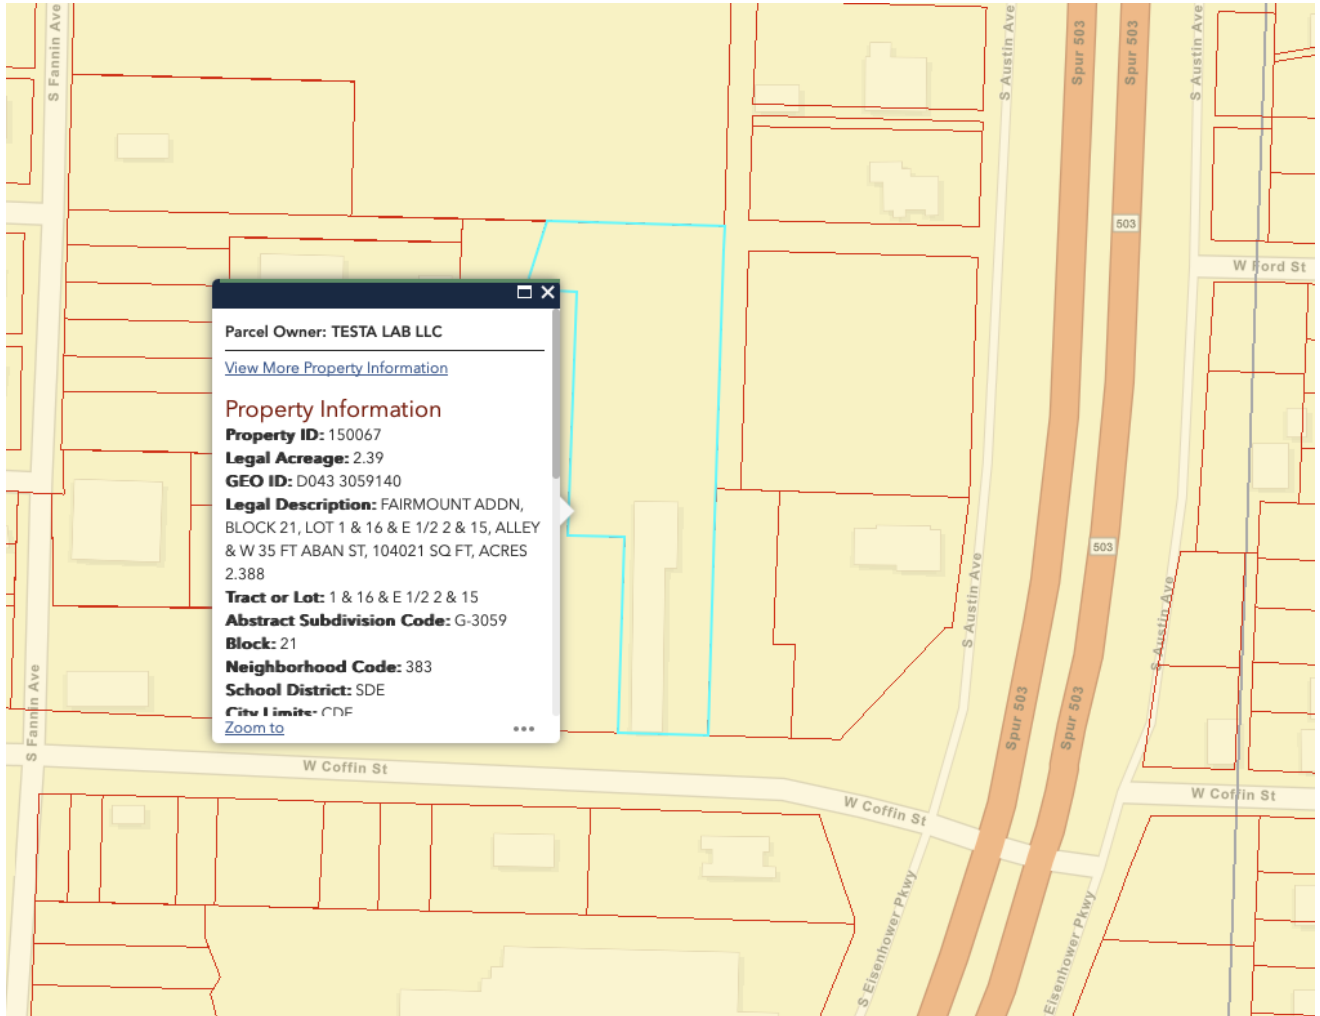 S Fannin Ave
S Austin Ave
Spur 503
Spur 503
S Austin Ave
503
W Ford St
Parcel Owner: TESTA LAB LLC
View More Property Information
Property Information
Property ID: 150067
Legal Acreage: 2.39
GEO ID: D043 3059140
Legal Description: FAIRMOUNT ADDN,
BLOCK 21, LOT 1 & 16 & E 1/2 2 & 15, ALLEY
& W 35 FT ABAN ST, 104021 SQ FT, ACRES
2.388
Tract or Lot: 1 & 16 & E 1/2 2 & 15
Abstract Subdivision Code: G-3059
Block: 21
Neighborhood Code: 383
School District: SDE
City Limits: CDE
Zoom to
503
S Austin Ave
S Austin Ave
S Fannin Ave
Spur 503
Spur 503
W Coffin St
W Coffin St
W Coffin St
S Eisenhower Pkwy
Eisenhower Pkwy